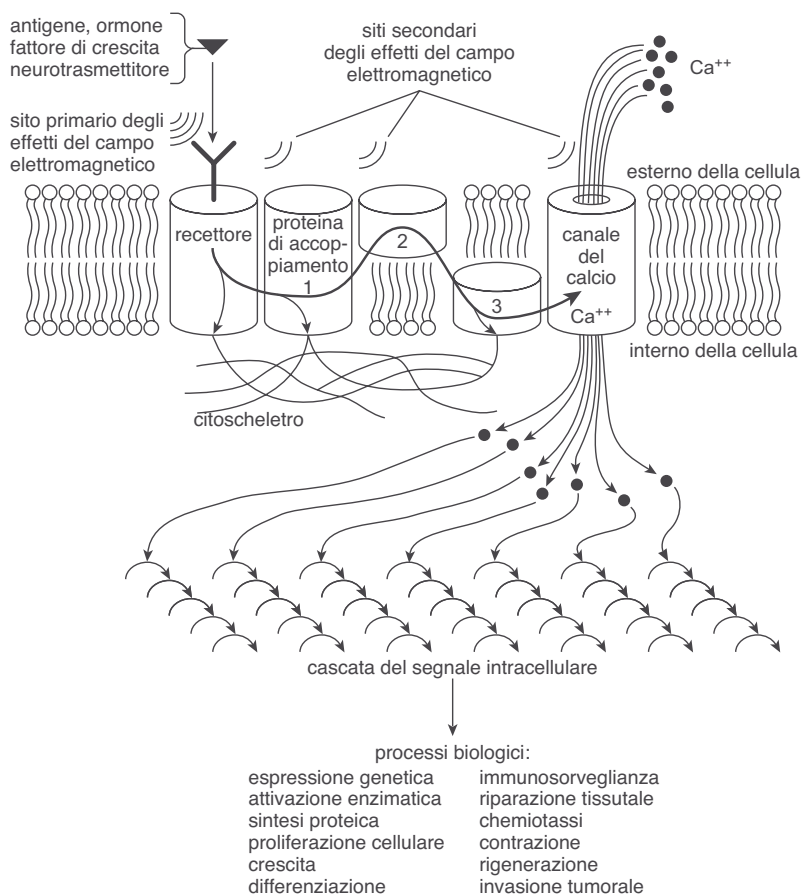 antigene, ormone
fattore di crescita
neurotrasmettitore
siti secondari
degli effetti del campo
elettromagnetico
Ca++
sito primario degli
effetti del campo
elettromagnetico
esterno della cellula
recettore
proteina
di accop-
piamento
1
2
3
canale
del
calcio
Ca++
interno della cellula
citoscheletro
cascata del segnale intracellulare
processi biologici:
espressione genetica
attivazione enzimatica
sintesi proteica
proliferazione cellulare
crescita
differenziazione
immunosorveglianza
riparazione tissutale
chemiotassi
contrazione
rigenerazione
invasione tumorale